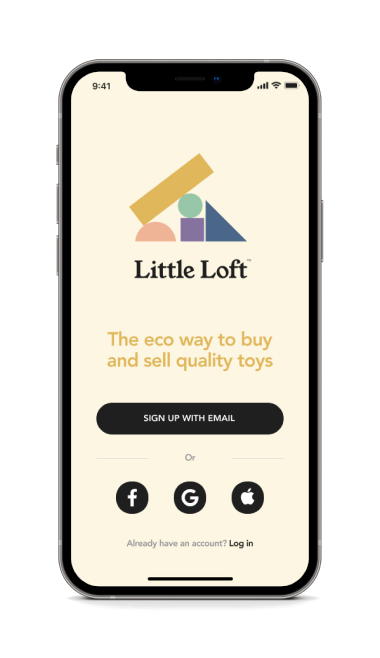 9:41
Little Loft™
The eco way to buy
and sell quality toys
SIGN UP WITH EMAIL
Or
f G
Already have an account? Log in